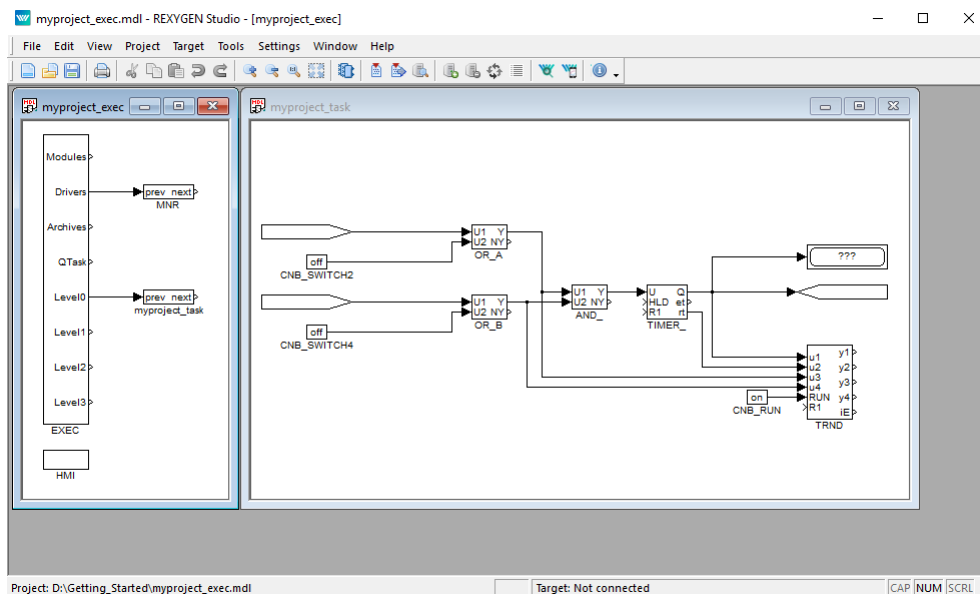 myproject_exec.mdl - REXYGEN Studio - [myproject_exec]
File Edit View Project Target Tools Settings Window Help
myproject_exec
Modules
Drivers
prev next
MNR
Archives
QTask
Level0
prev next
myproject_task
Level1
Level2
Level3
EXEC
HMI
myproject_task
U1 Y
U2 NY
OR_A
off
CNB_SWITCH2
U1 Y
U2 NY
OR_B
off
CNB_SWITCH4
U1 Y
U2 NY
AND_
U Q
HLD et
R1 rt
TIMER_
???
on
CNB_RUN
u1 y1
u2 y2
u3 y3
u4 y4
RUN
R1 iE
TRND
Project: D:\Getting_Started\myproject_exec.mdl
Target: Not connected
CAP NUM SCRL